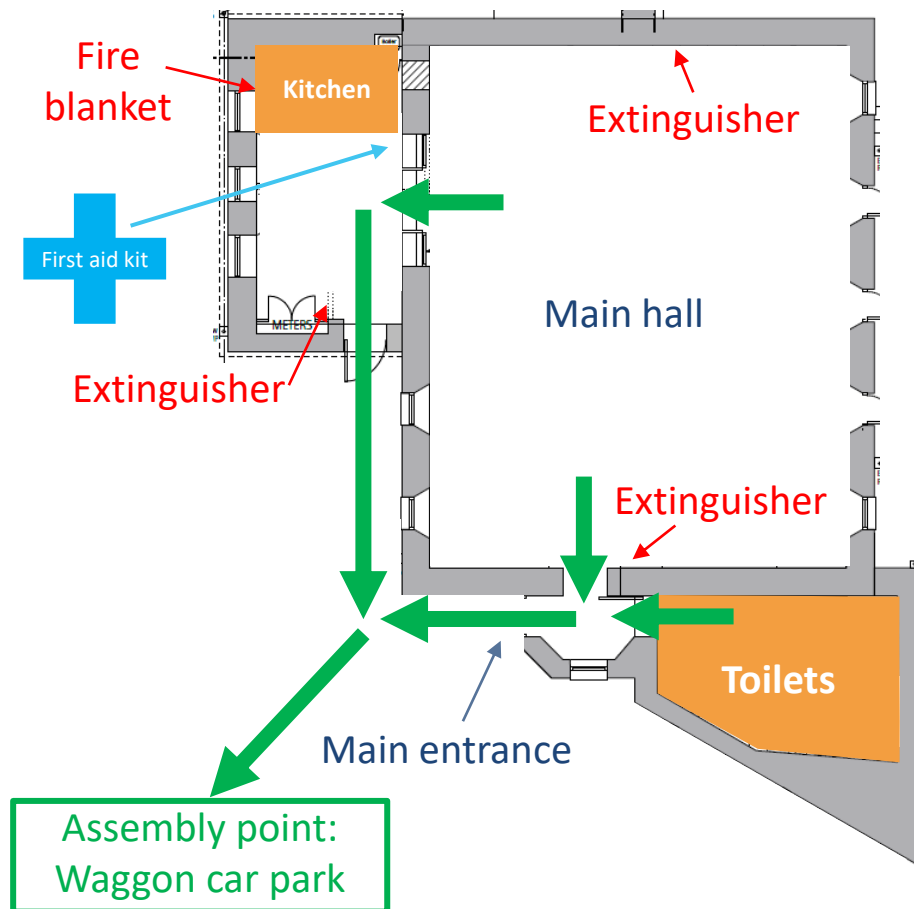 Fire
blanket
Kitchen
Boiler
Extinguisher
First aid kit
Main hall
METERS
Extinguisher
Extinguisher
Toilets
Main entrance
Assembly point:
Waggon car park